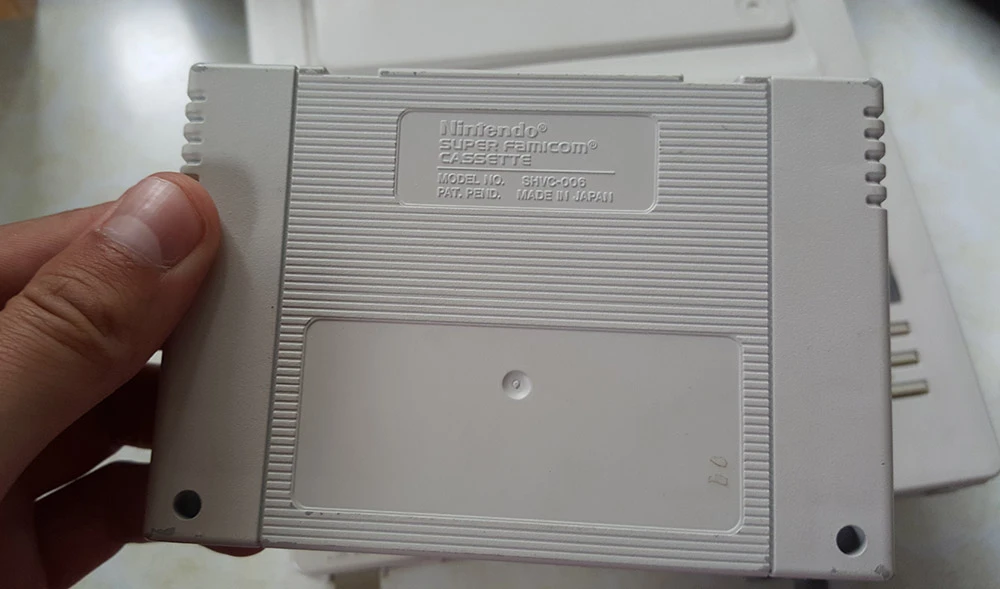 Nintendo®
SUPER Famicom®
CASSETTE
MODEL NO. SHVC-006
PAT. PEND. MADE IN JAPAN